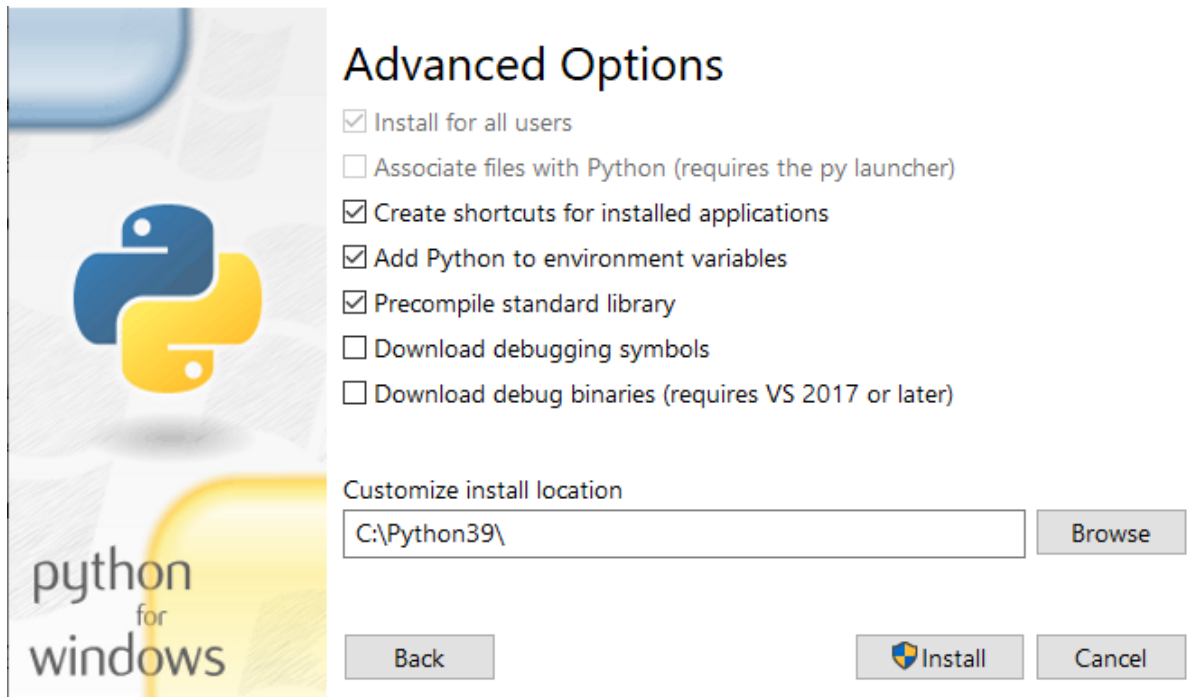 Advanced Options
Install for all users
Associate files with Python (requires the py launcher)
Create shortcuts for installed applications
Add Python to environment variables
Precompile standard library
Download debugging symbols
Download debug binaries (requires VS 2017 or later)
Customize install location
C:\Python39\
Browse
python
for
windows
Back
Install
Cancel